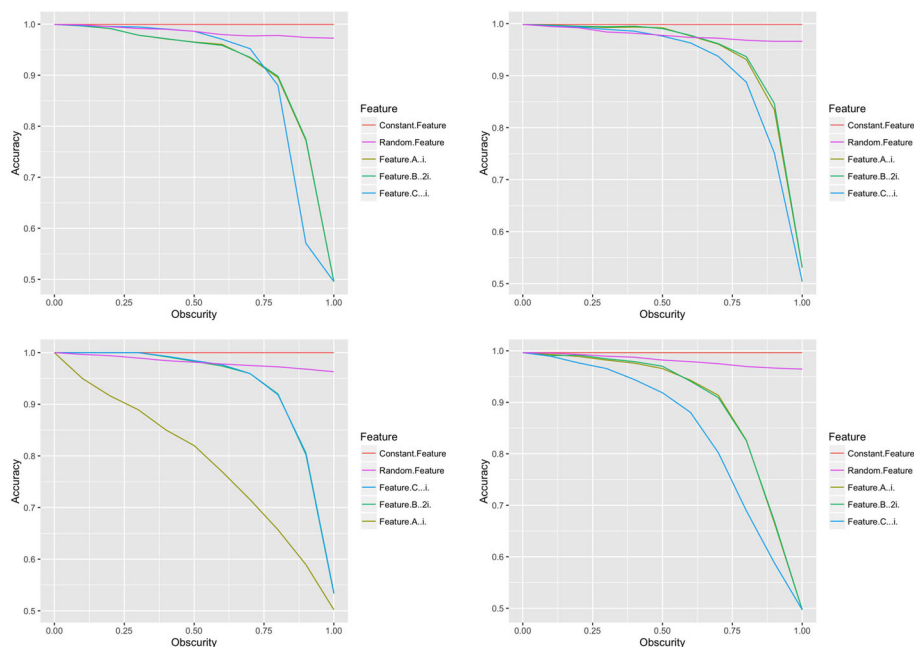 1.0
0.9
0.8
0.7
0.6
0.5
Accuracy
0.00 0.25 0.50 0.75 1.00
Obscurity
Feature
Constant.Feature
Random.Feature
Feature.A..i.
Feature.B..2i.
Feature.C...i.
1.0
0.9
0.8
0.7
0.6
0.5
Accuracy
0.00 0.25 0.50 0.75 1.00
Obscurity
Feature
Constant.Feature
Random.Feature
Feature.A..i.
Feature.B..2i.
Feature.C...i.
1.0
0.9
0.8
0.7
0.6
0.5
Accuracy
0.00 0.25 0.50 0.75 1.00
Obscurity
Feature
Constant.Feature
Random.Feature
Feature.C...i.
Feature.B..2i.
Feature.A..i.
1.0
0.9
0.8
0.7
0.6
0.5
Accuracy
0.00 0.25 0.50 0.75 1.00
Obscurity
Feature
Constant.Feature
Random.Feature
Feature.A..i.
Feature.B..2i.
Feature.C...i.